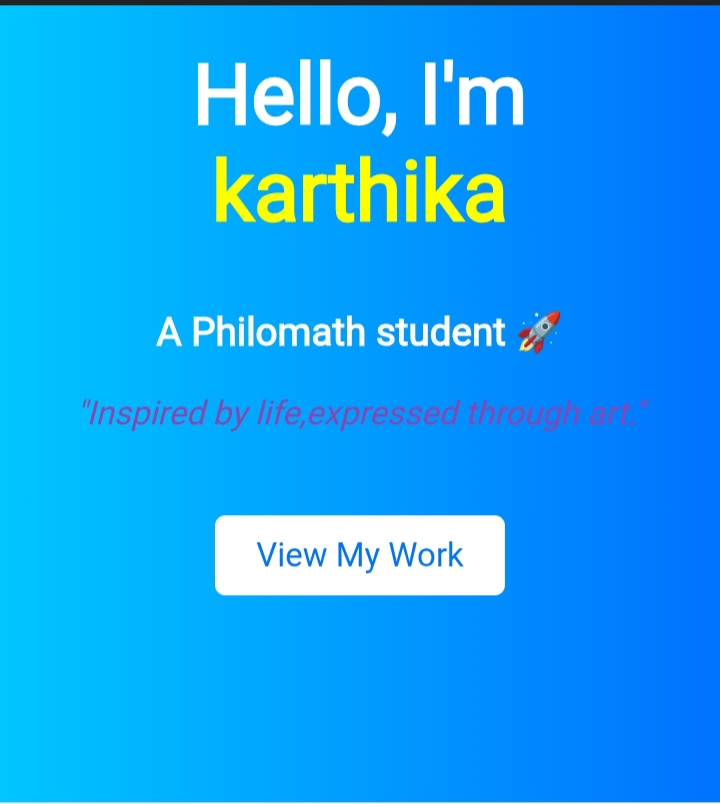 Hello, I'm
karthika
A Philomath student 🚀
"Inspired by life,expressed through art."
View My Work